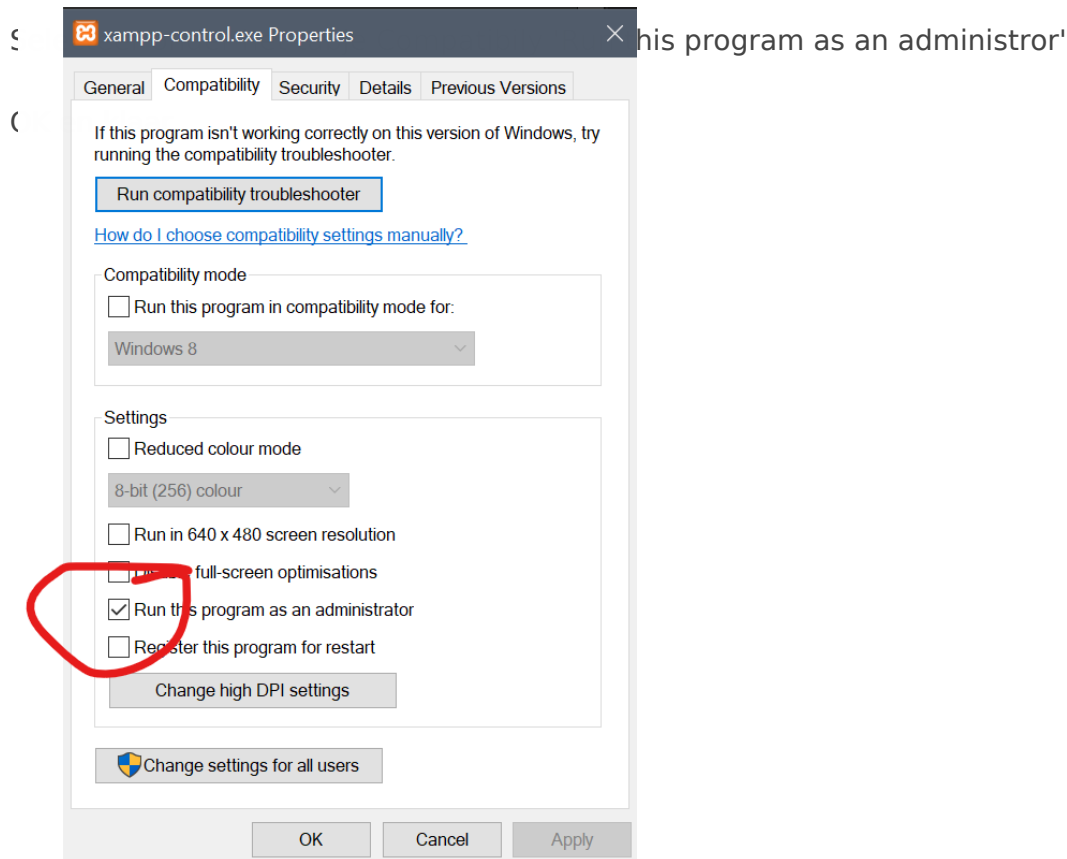 xampp-control.exe Properties
his program as an administror'
General Compatibility Security Details Previous Versions
If this program isn't working correctly on this version of Windows, try
running the compatibility troubleshooter.
Run compatibility troubleshooter
How do I choose compatibility settings manually?
Compatibility mode
Run this program in compatibility mode for:
Windows 8
Settings
Reduced colour mode
8-bit (256) colour
Run in 640 x 480 screen resolution
Disable full-screen optimisations
Run this program as an administrator
Register this program for restart
Change high DPI settings
Change settings for all users
OK Cancel Apply